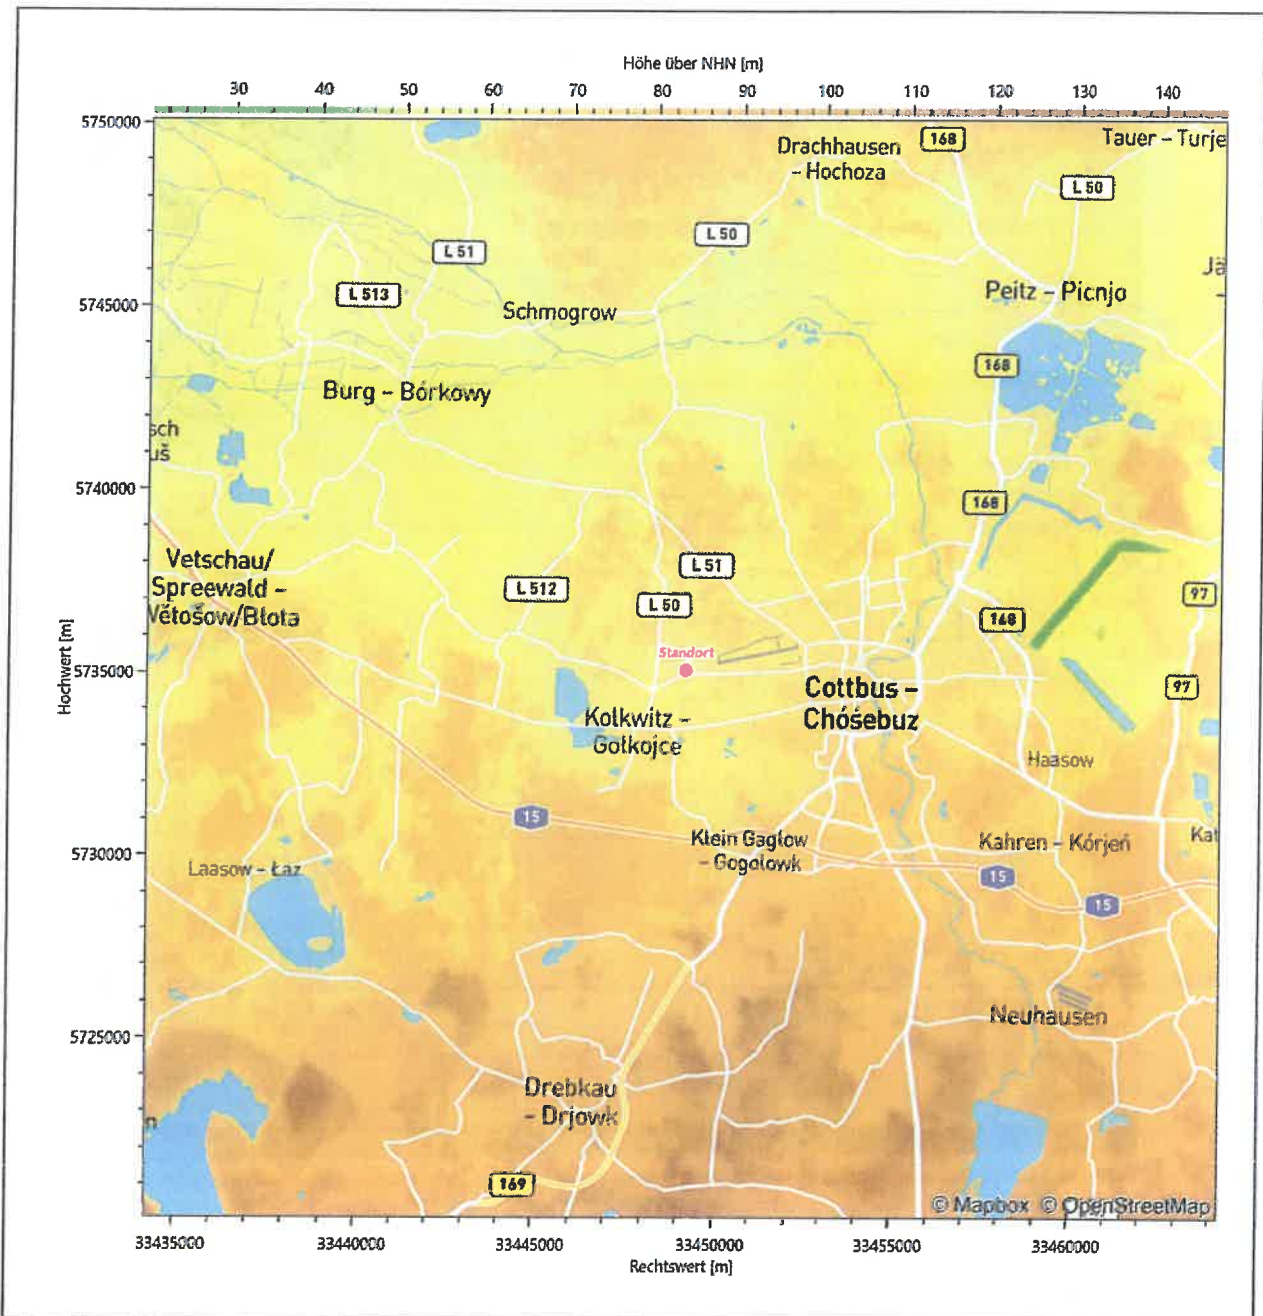 Höhe über NHN [m]
30 40 50 60 70 80 90 100 110 120 130 140
5750000
Drachhausen
- Hochoza
168
Tauer - Turje
L 50
L 50
L 51
Jä
L 513
Peitz - Picnjo
5745000
Schmogrow
168
Burg - Bórkowy
sch
uš
5740000
168
Vetschau/
Spreewald -
Wětošow/Błota
L 51
L 512
L 50
97
168
Standort
5735000
Hochwert [m]
97
Cottbus -
Chóśebuz
Kolkwitz -
Gołkojce
Haasow
15
Klein Gaglow
- Gogolowk
Kahren - Kórjeń
Kat
5730000
Laasow - Łaz
15
15
Neuhausen
5725000
Drebkau
- Drjowk
n
169
© Mapbox © OpenStreetMap
33435000 33440000 33445000 33450000 33455000 33460000
Rechtswert [m]